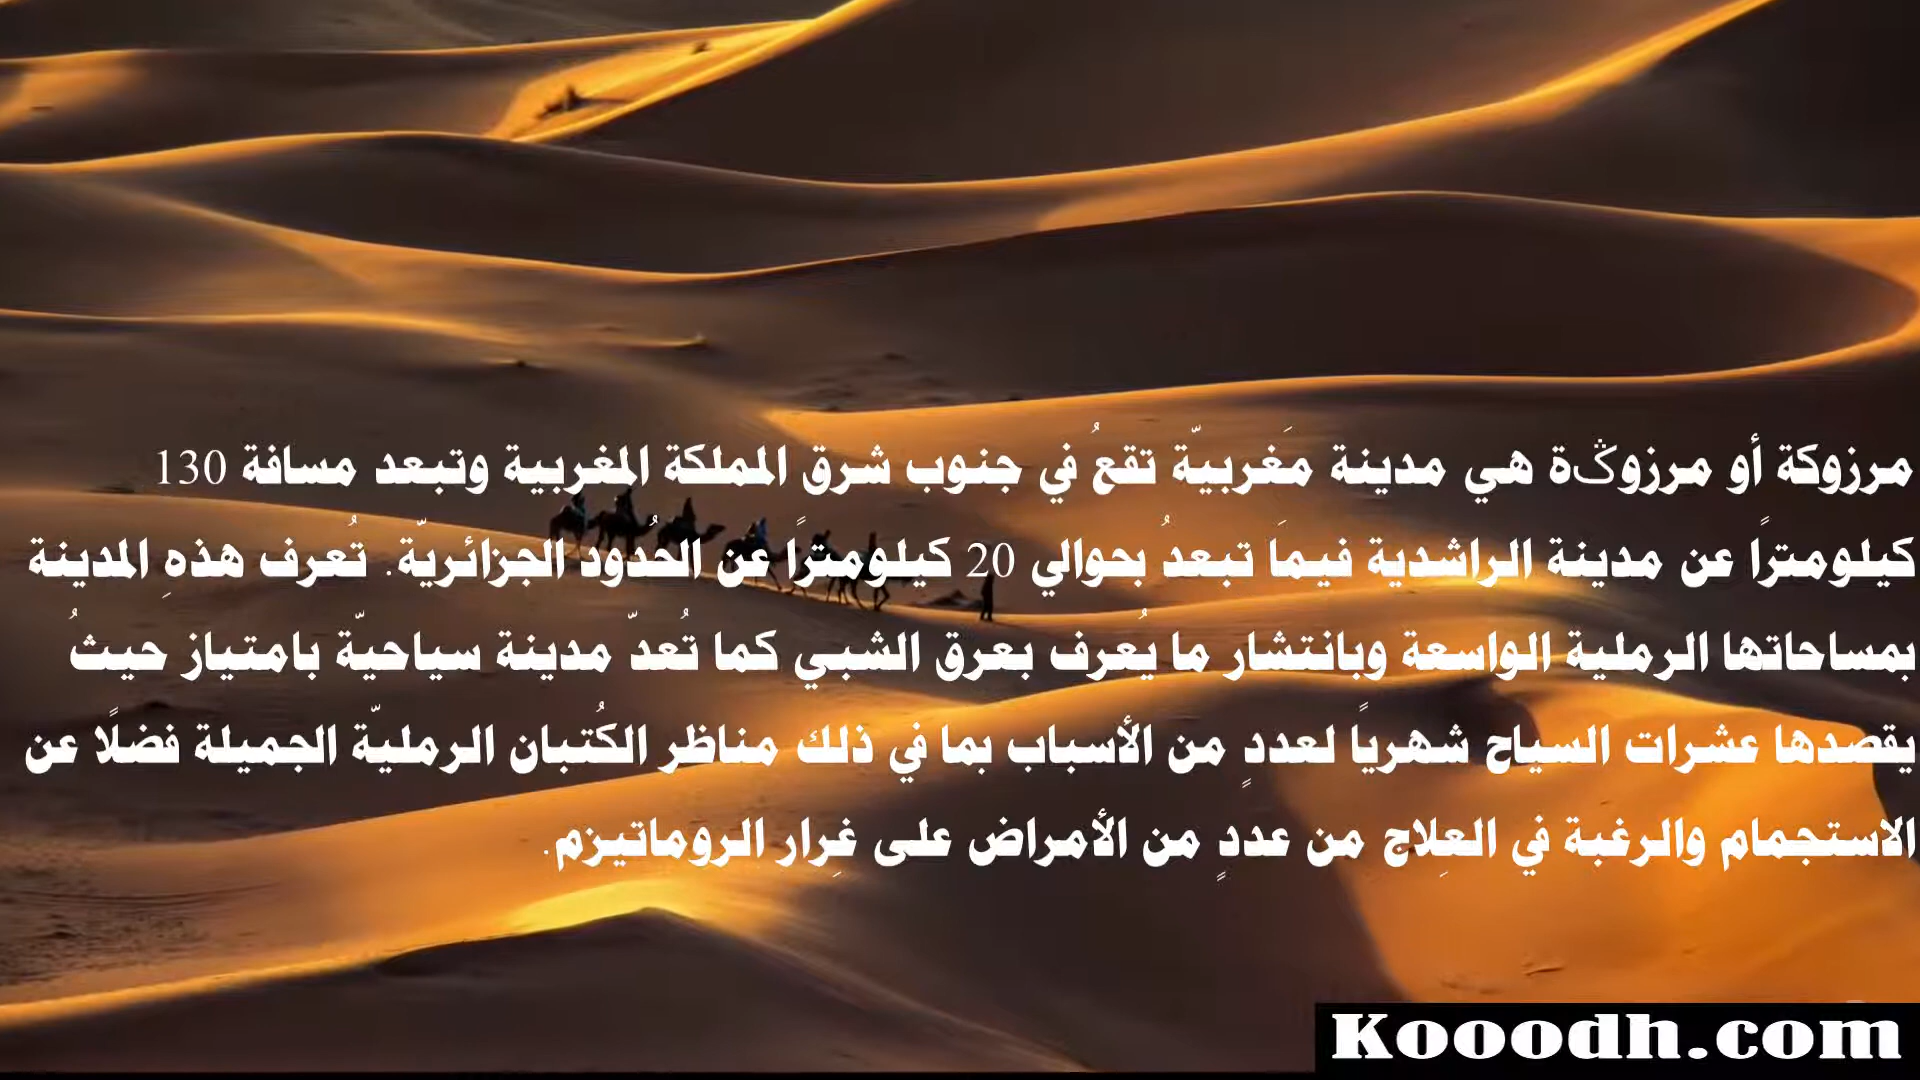 مرزوكة أو مرزوڭة هي مدينة مَغربيّة تقعُ في جنوب شرق المملكة المغربية وتبعد مسافة 130
كيلومترًا عن مدينة الراشدية فيمَا تبعدُ بحوالي 20 كيلومترًا عن الحُدود الجزائريّة. تُعرف هذهِ المدينة
بمساحاتها الرملية الواسعة وبانتشار ما يُعرف بعرق الشبي كما تُعدّ مدينة سياحيّة بامتياز حيثُ
يقصدها عشرات السياح شهريًا لعددٍ من الأسباب بما في ذلك مناظر الكُتبان الرمليّة الجميلة فضلًا عن
الاستجمام والرغبة في العِلاج من عددٍ من الأمراض على غِرار الروماتيزم.
Kooodh.com